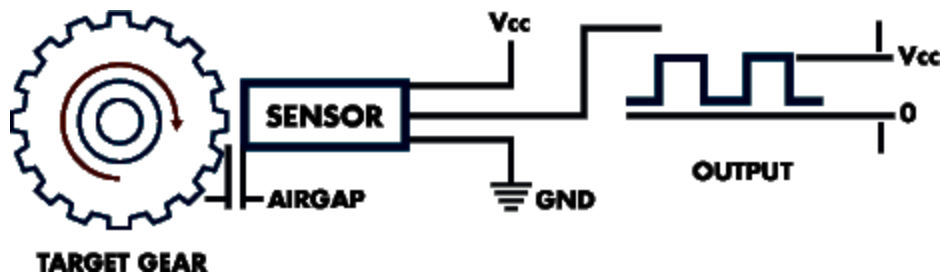 Vcc
SENSOR
Vcc
0
OUTPUT
AIRGAP
GND
TARGET GEAR